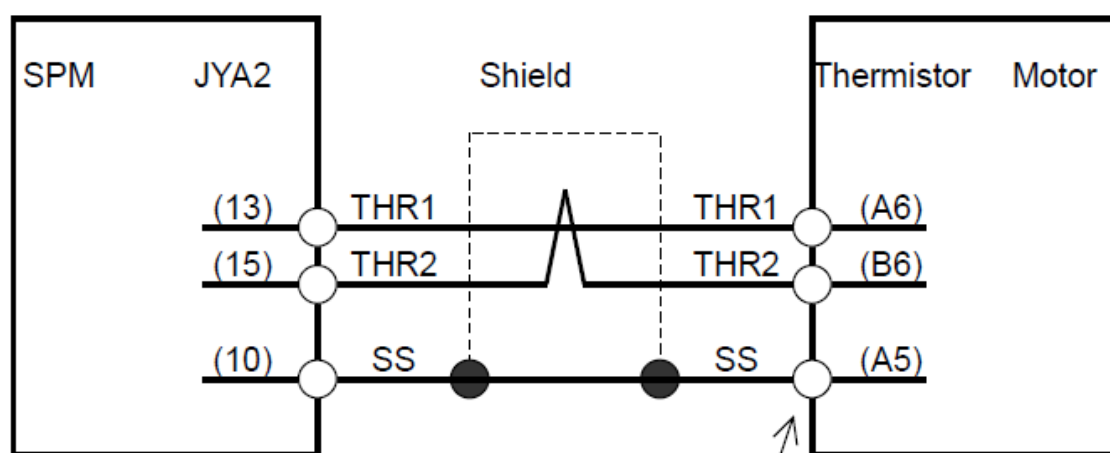 SPM JYA2 Shield Thermistor Motor
(13) THR1 THR1 (A6)
(15) THR2 THR2 (B6)
(10) SS SS (A5)